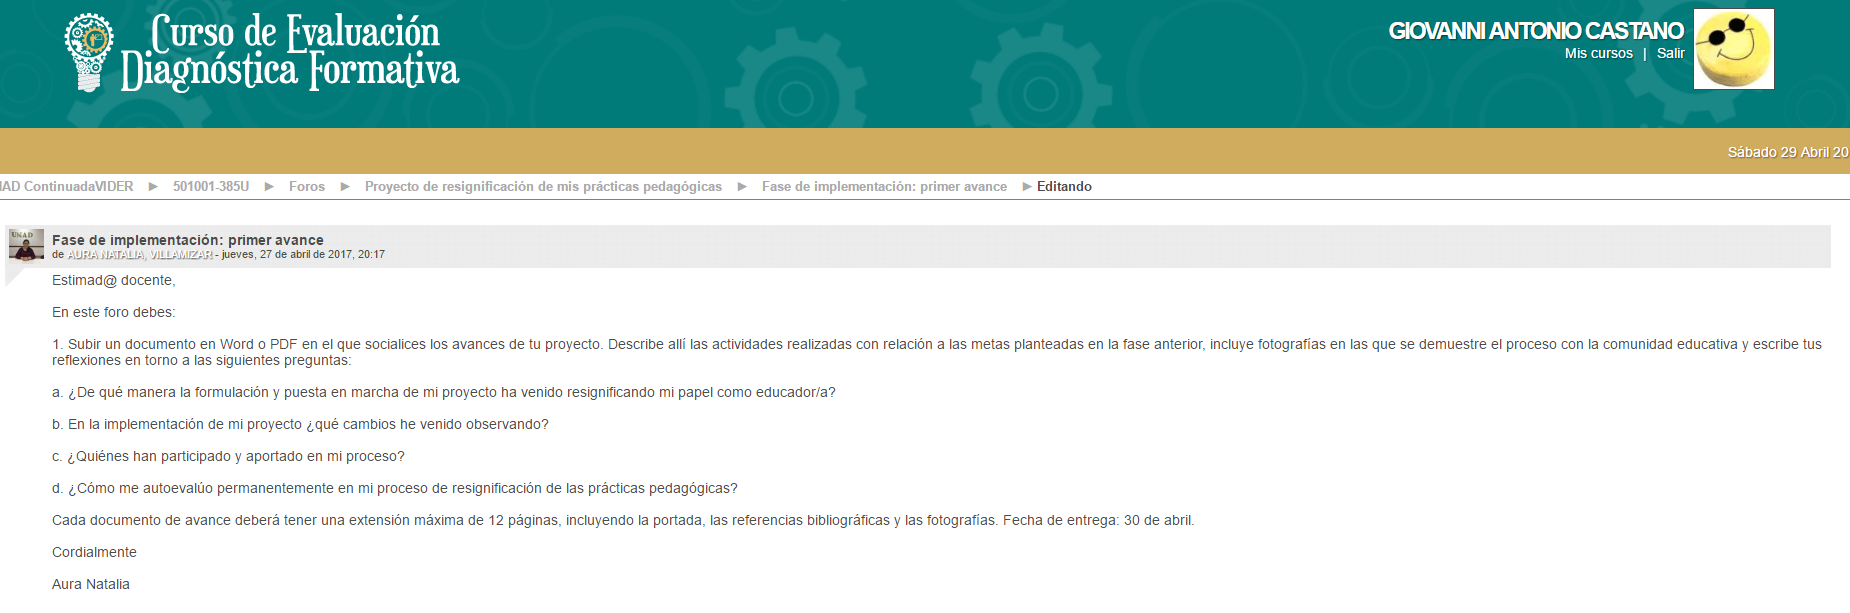 Curso de Evaluación
Diagnóstica Formativa
GIOVANNI ANTONIO CASTANO
Mis cursos | Salir
Sábado 29 Abril 20
IAD ContinuadaVIDER ► 501001-385U ► Foros ► Proyecto de resignificación de mis prácticas pedagógicas ► Fase de implementación: primer avance ► Editando
UNAD
Fase de implementación: primer avance
de AURA NATALIA, VILLAMIZAR - jueves, 27 de abril de 2017, 20:17
Estimad@ docente,
En este foro debes:
1. Subir un documento en Word o PDF en el que socialices los avances de tu proyecto. Describe allí las actividades realizadas con relación a las metas planteadas en la fase anterior, incluye fotografías en las que se demuestre el proceso con la comunidad educativa y escribe tus
reflexiones en torno a las siguientes preguntas:
a. ¿De qué manera la formulación y puesta en marcha de mi proyecto ha venido resignificando mi papel como educador/a?
b. En la implementación de mi proyecto ¿qué cambios he venido observando?
c. ¿Quiénes han participado y aportado en mi proceso?
d. ¿Cómo me autoevalúo permanentemente en mi proceso de resignificación de las prácticas pedagógicas?
Cada documento de avance deberá tener una extensión máxima de 12 páginas, incluyendo la portada, las referencias bibliográficas y las fotografías. Fecha de entrega: 30 de abril.
Cordialmente
Aura Natalia